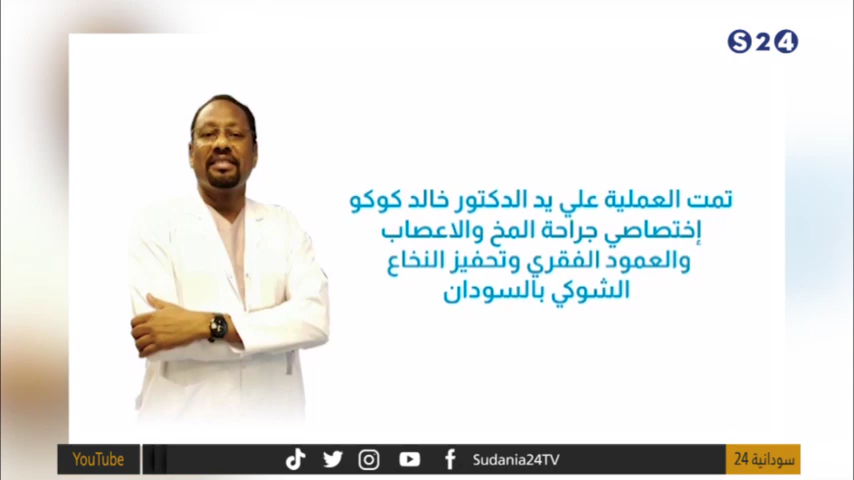 S24
تمت العملية علي يد الدكتور خالد كوكو
إختصاصي جراحة المخ والاعصاب
والعمود الفقري وتحفيز النخاع
الشوكي بالسودان
YouTube
Sudania24TV
سودانية 24